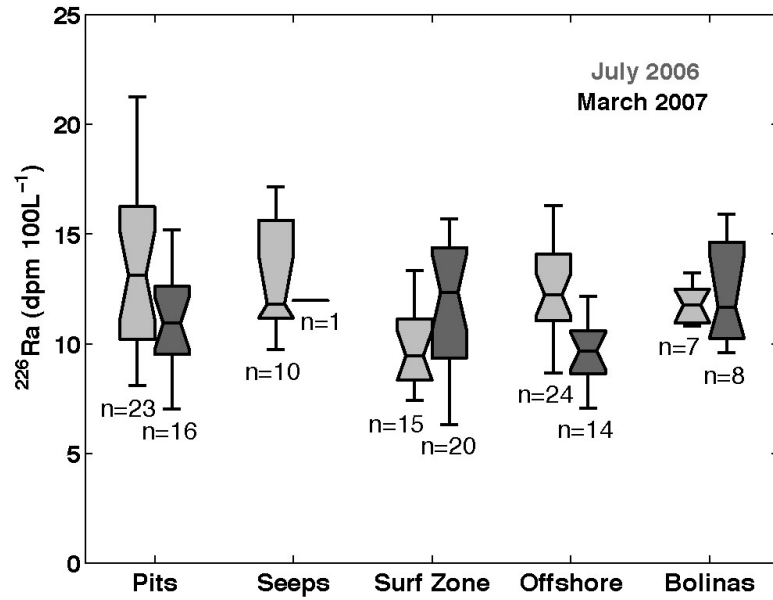 25
20
15
10
5
0
²²⁶Ra (dpm 100L⁻¹)
July 2006
March 2007
n=23
n=16
n=10
n=1
n=15
n=20
n=24
n=14
n=7
n=8
Pits Seeps Surf Zone Offshore Bolinas